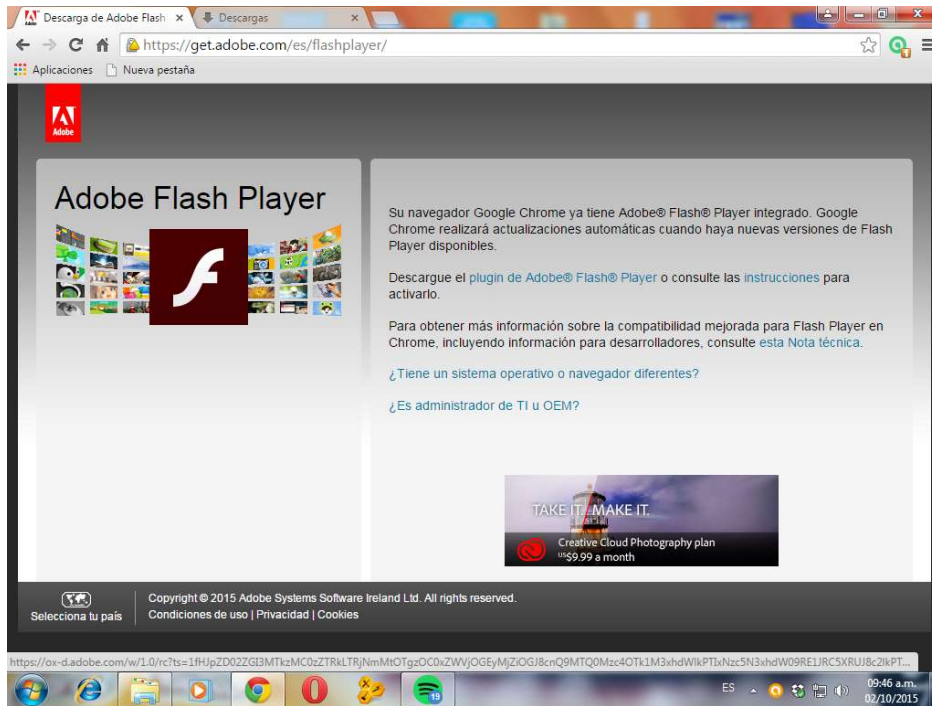 Descarga de Adobe Flash
Descargas
https://get.adobe.com/es/flashplayer/
Aplicaciones
Nueva pestaña
Adobe
Adobe Flash Player
Su navegador Google Chrome ya tiene Adobe® Flash® Player integrado. Google
Chrome realizará actualizaciones automáticas cuando haya nuevas versiones de Flash
Player disponibles.
Descargue el plugin de Adobe® Flash® Player o consulte las instrucciones para
activarlo.
Para obtener más información sobre la compatibilidad mejorada para Flash Player en
Chrome, incluyendo información para desarrolladores, consulte esta Nota técnica.
¿Tiene un sistema operativo o navegador diferentes?
¿Es administrador de TI u OEM?
TAKE IT. MAKE IT.
Creative Cloud Photography plan
US$9.99 a month
Selecciona tu país
Copyright © 2015 Adobe Systems Software Ireland Ltd. All rights reserved.
Condiciones de uso | Privacidad | Cookies
19
ES
09:46 a.m.
02/10/2015